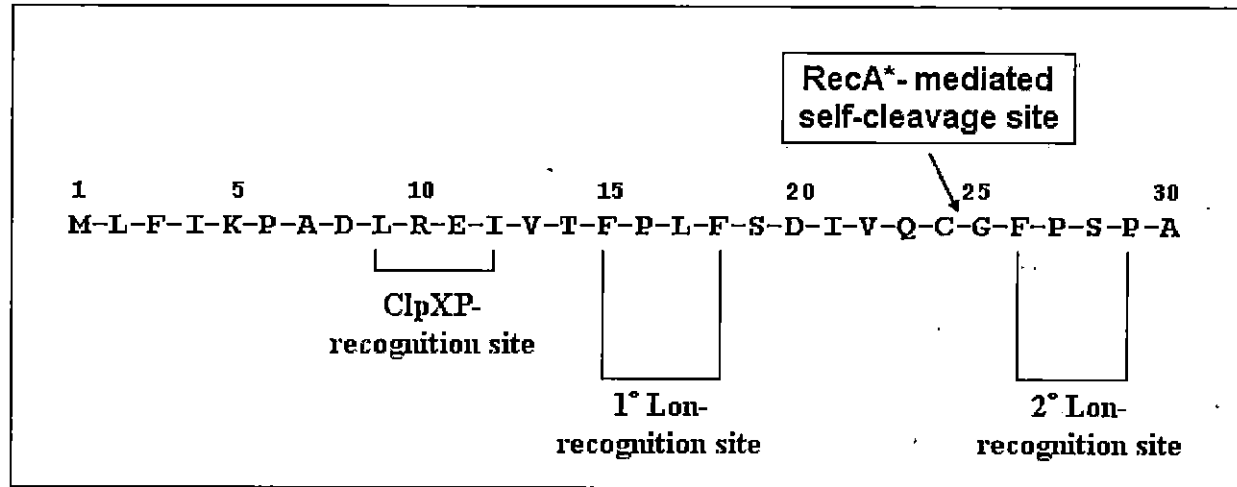 RecA*- mediated
self-cleavage site
1 5 10 15 20 25 30
M-L-F-I-K-P-A-D-L-R-E-I-V-T-F-P-L-F-S-D-I-V-Q-C-G-F-P-S-P-A
ClpXP-
recognition site
1° Lon-
recognition site
2° Lon-
recognition site